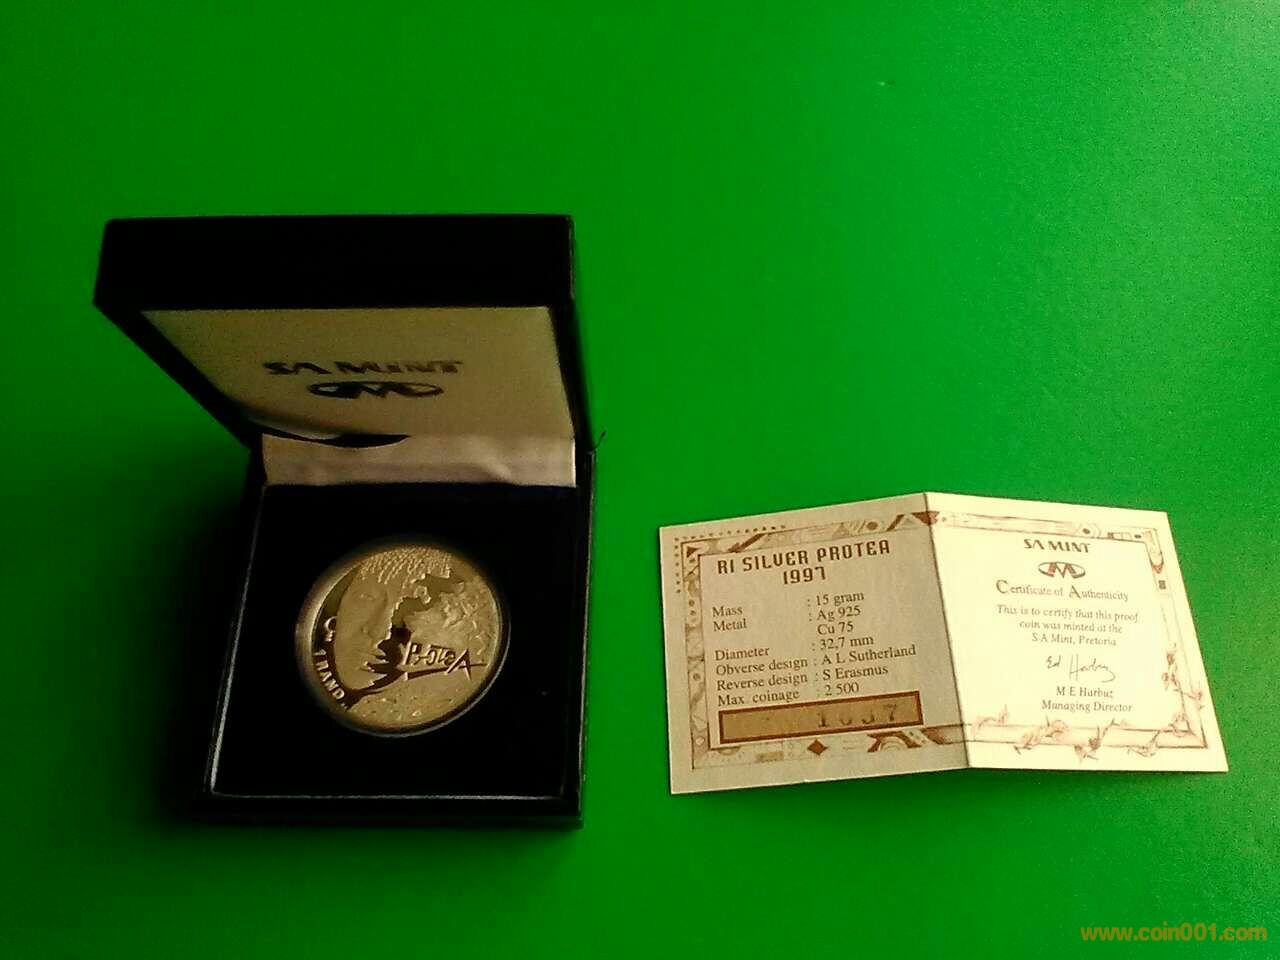 SA MINT
1 RAND
R1 SILVER PROTEA
1997
Mass : 15 gram
Metal : Ag 925
Cu 75
Diameter : 32,7 mm
Obverse design : A L Sutherland
Reverse design : S Erasmus
Max. coinage : 2 500
1637
SA MINT
Certificate of Authenticity
This is to certify that this proof
coin was minted at the
S A Mint, Pretoria
M E Harbuz
Managing Director
www.coin001.com